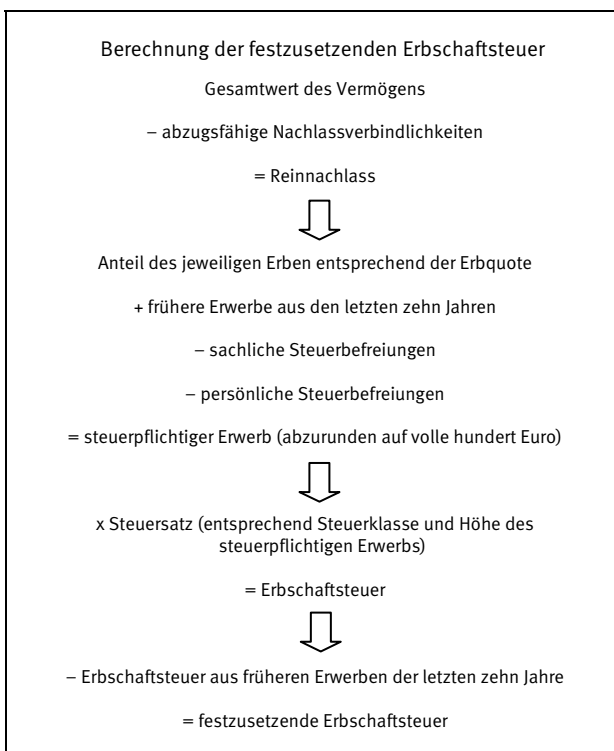 Berechnung der festzusetzenden Erbschaftsteuer
Gesamtwert des Vermögens
– abzugsfähige Nachlassverbindlichkeiten
= Reinnachlass
Anteil des jeweiligen Erben entsprechend der Erbquote
+ frühere Erwerbe aus den letzten zehn Jahren
– sachliche Steuerbefreiungen
– persönliche Steuerbefreiungen
= steuerpflichtiger Erwerb (abzurunden auf volle hundert Euro)
x Steuersatz (entsprechend Steuerklasse und Höhe des
steuerpflichtigen Erwerbs)
= Erbschaftsteuer
– Erbschaftsteuer aus früheren Erwerben der letzten zehn Jahre
= festzusetzende Erbschaftsteuer